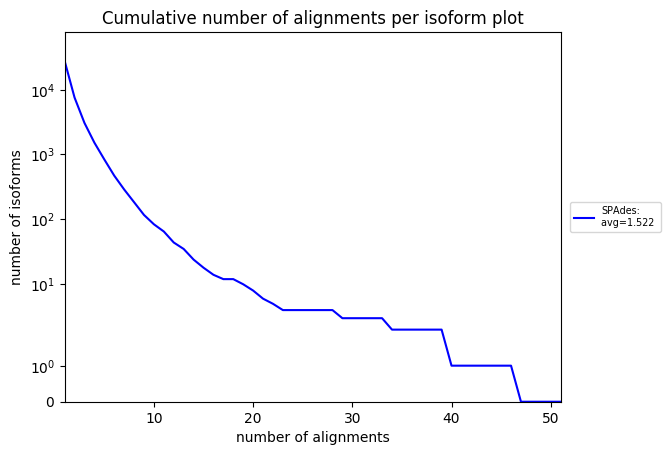 Cumulative number of alignments per isoform plot
number of isoforms
10^4
10^3
10^2
10^1
10^0
0
10
20
30
40
50
number of alignments
SPAdes:
avg=1.522